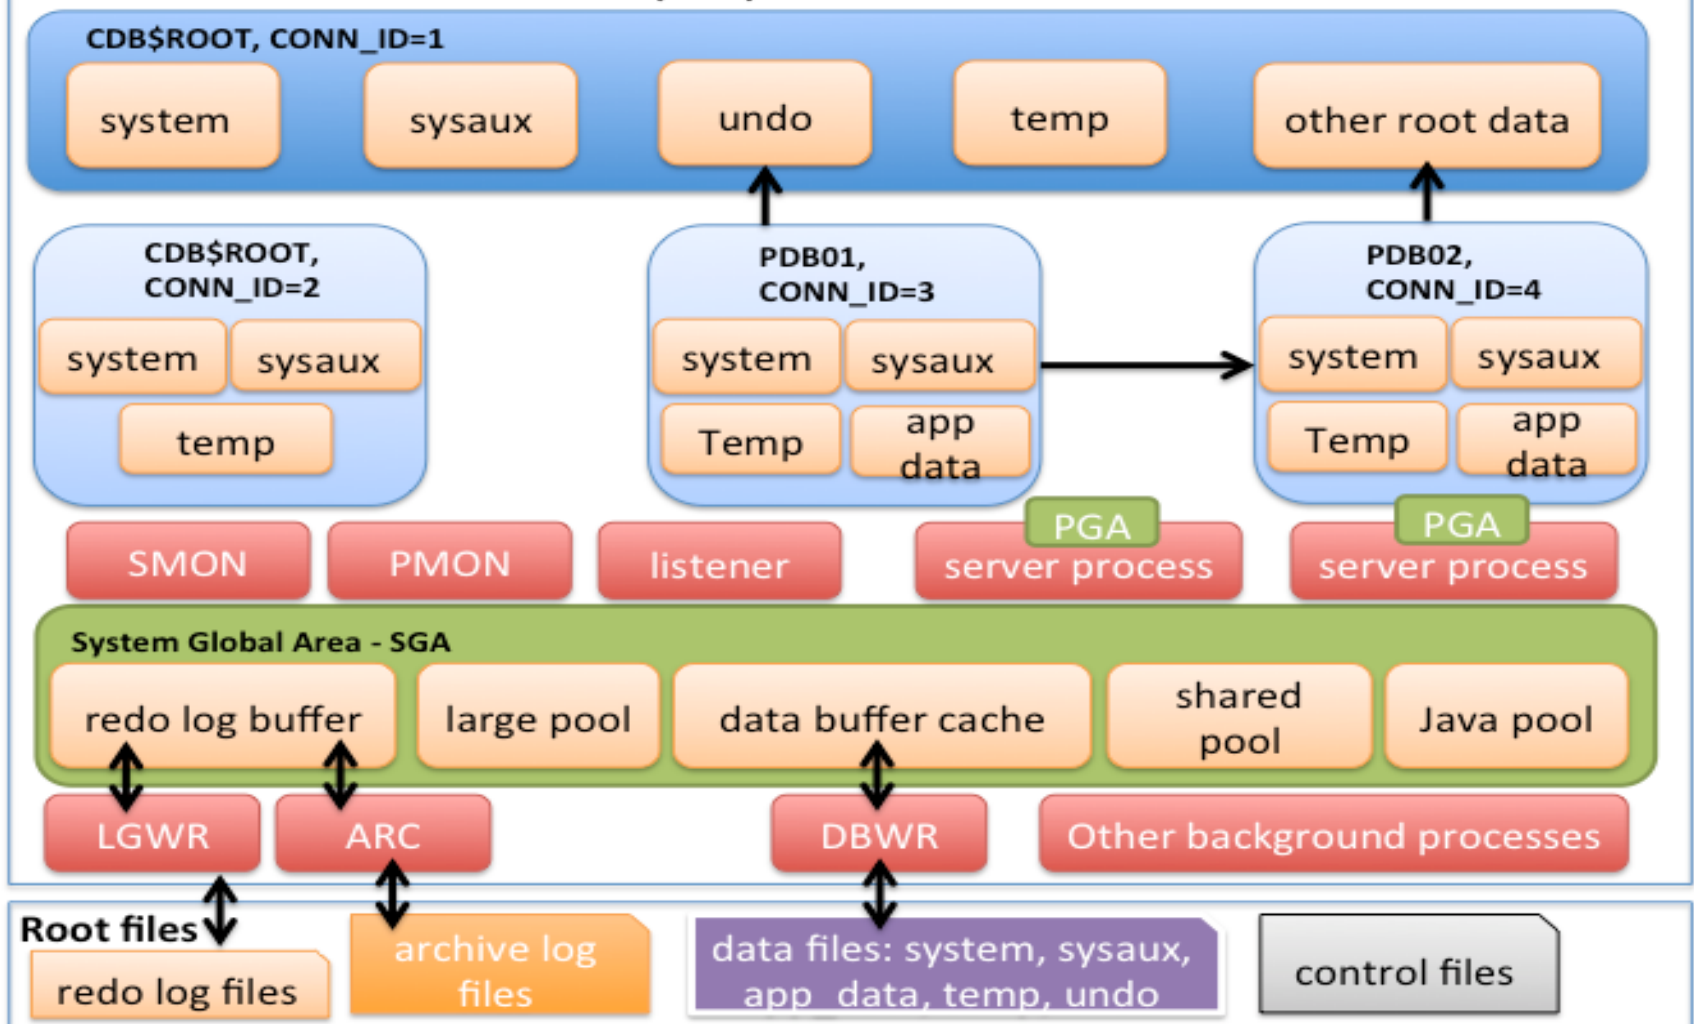 CDB$ROOT, CONN_ID=1
system
sysaux
undo
temp
other root data
CDB$ROOT,
CONN_ID=2
system
sysaux
temp
PDB01,
CONN_ID=3
system
sysaux
Temp
app
data
PDB02,
CONN_ID=4
system
sysaux
Temp
app
data
SMON
PMON
listener
PGA
server process
PGA
server process
System Global Area - SGA
redo log buffer
large pool
data buffer cache
shared
pool
Java pool
LGWR
ARC
DBWR
Other background processes
Root files
redo log files
archive log
files
data files: system, sysaux,
app_data, temp, undo
control files